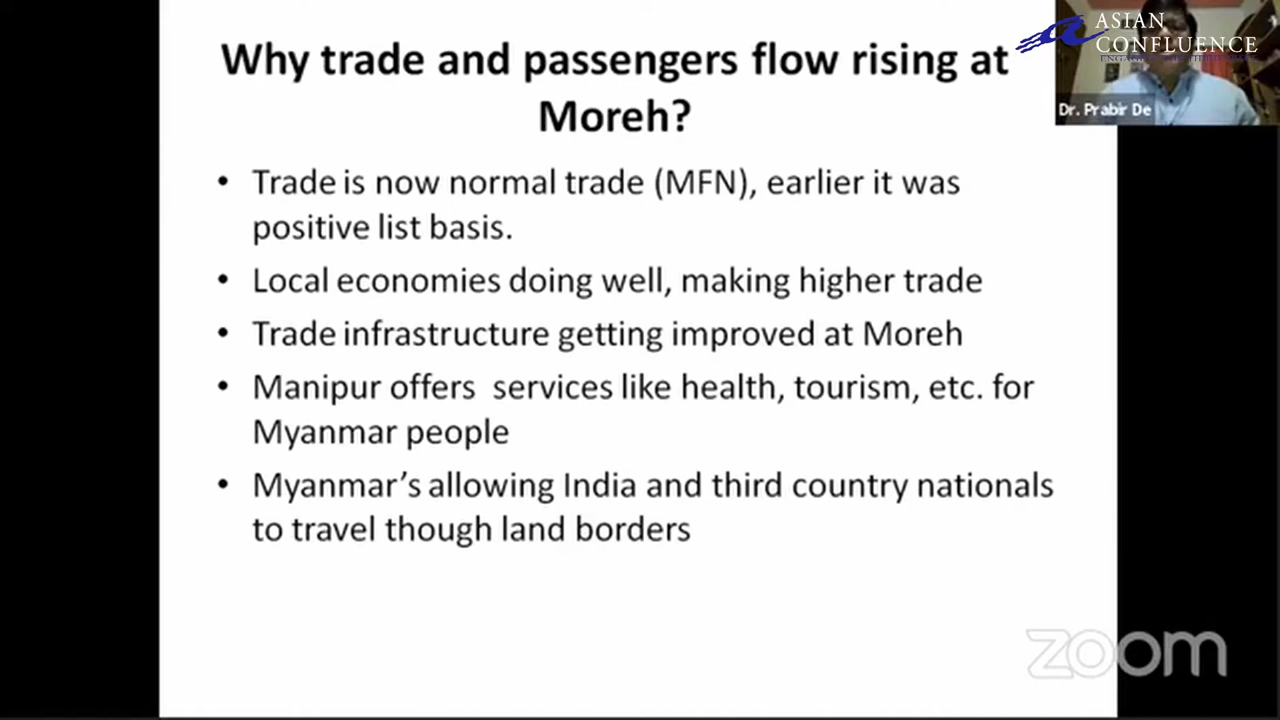 Why trade and passengers flow rising at
Moreh?
• Trade is now normal trade (MFN), earlier it was
positive list basis.
• Local economies doing well, making higher trade
• Trade infrastructure getting improved at Moreh
• Manipur offers services like health, tourism, etc. for
Myanmar people
• Myanmar's allowing India and third country nationals
to travel though land borders
ASIAN
CONFLUENCE
Dr. Prabir De
zoom